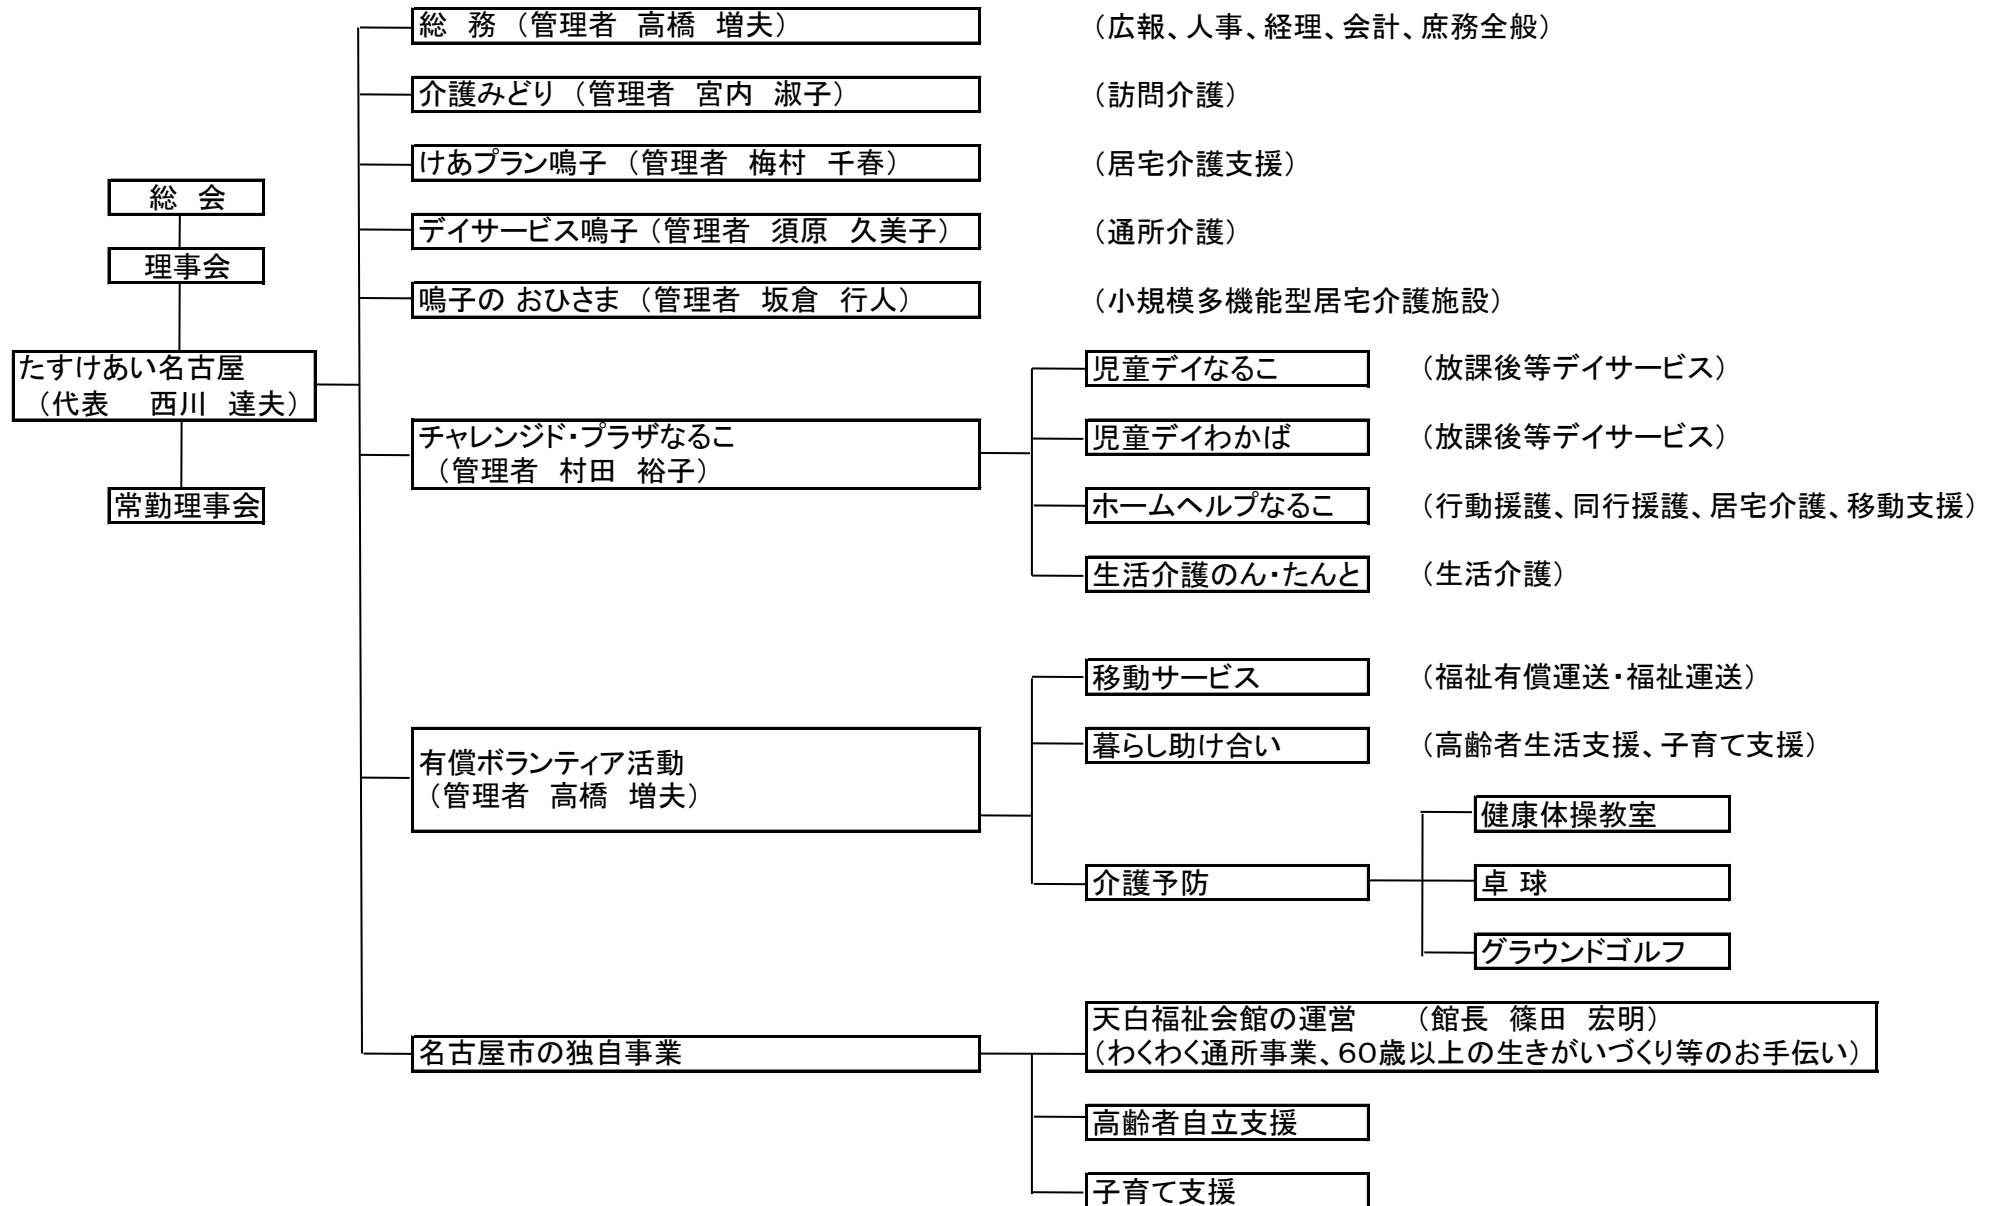 総　会
理事会
たすけあい名古屋
（代表　西川　達夫）
常勤理事会
総　務　（管理者　高橋　増夫）
（広報、人事、経理、会計、庶務全般）
介護みどり　（管理者　宮内　淑子）
（訪問介護）
けあプラン鳴子　（管理者　梅村　千春）
（居宅介護支援）
デイサービス鳴子（管理者　須原　久美子）
（通所介護）
鳴子の おひさま　（管理者　坂倉　行人）
（小規模多機能型居宅介護施設）
チャレンジド・プラザなるこ
（管理者　村田　裕子）
児童デイなるこ
（放課後等デイサービス）
児童デイわかば
（放課後等デイサービス）
ホームヘルプなるこ
（行動援護、同行援護、居宅介護、移動支援）
生活介護のん・たんと
（生活介護）
有償ボランティア活動
（管理者　高橋　増夫）
移動サービス
（福祉有償運送・福祉運送）
暮らし助け合い
（高齢者生活支援、子育て支援）
介護予防
健康体操教室
卓 球
グラウンドゴルフ
名古屋市の独自事業
天白福祉会館の運営　　（館長　篠田　宏明）
（わくわく通所事業、６０歳以上の生きがいづくり等のお手伝い）
高齢者自立支援
子育て支援